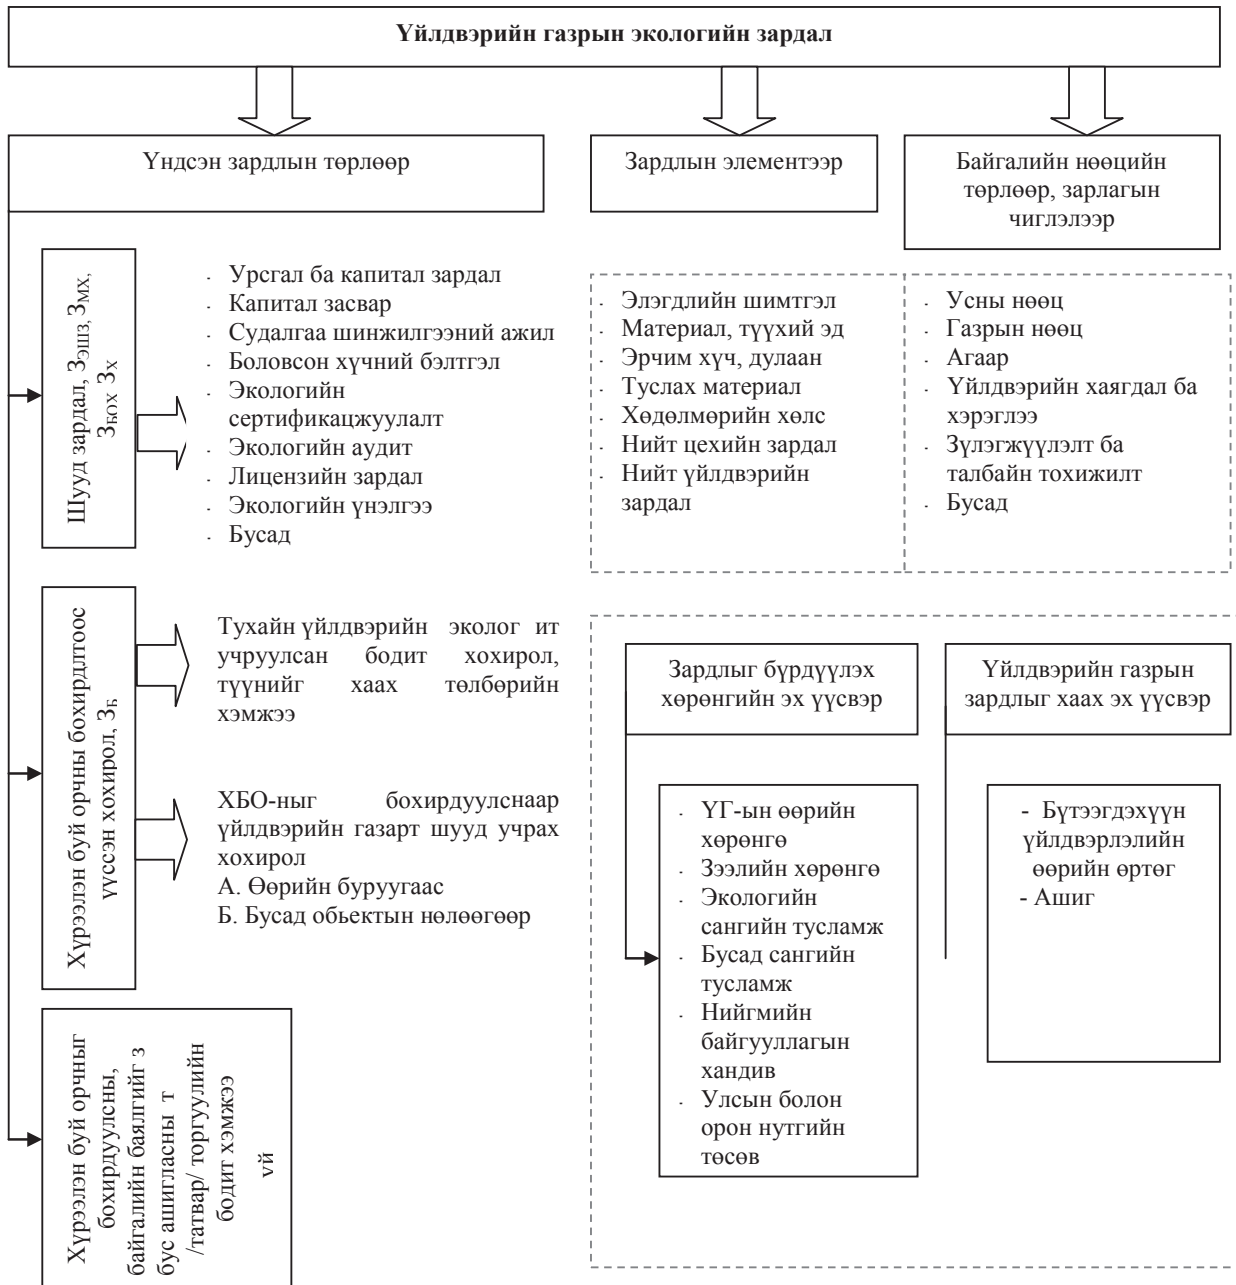 Үйлдвэрийн газрын экологийн зардал
Үндсэн зардлын төрлөөр
Зардлын элементээр
Байгалийн нөөцийн
төрлөөр, зарлагын
чиглэлээр
Шууд зардал, ЗЭШЗ, ЗМХ,
ЗБОХ ЗХ
- Урсгал ба капитал зардал
- Капитал засвар
- Судалгаа шинжилгээний ажил
- Боловсон хүчний бэлтгэл
- Экологийн
сертификацжуулалт
- Экологийн аудит
- Лицензийн зардал
- Экологийн үнэлгээ
- Бусад
- Элэгдлийн шимтгэл
- Материал, түүхий эд
- Эрчим хүч, дулаан
- Туслах материал
- Хөдөлмөрийн хөлс
- Нийт цехийн зардал
- Нийт үйлдвэрийн
зардал
- Усны нөөц
- Газрын нөөц
- Агаар
- Үйлдвэрийн хаягдал ба
хэрэглээ
- Зүлэгжүүлэлт ба
талбайн тохижилт
- Бусад
Хүрээлэн буй орчны бохирдлтоос
үүссэн хохирол, ЗБ
Тухайн үйлдвэрийн эколог ит
учруулсан бодит хохирол,
түүнийг хаах төлбөрийн
хэмжээ
ХБО-ныг бохирдуулснаар
үйлдвэрийн газарт шууд учрах
хохирол
А. Өөрийн буруугаас
Б. Бусад обьектын нөлөөгөөр
Зардлыг бүрдүүлэх
хөрөнгийн эх үүсвэр
Үйлдвэрийн газрын
зардлыг хаах эх үүсвэр
- ҮГ-ын өөрийн
хөрөнгө
- Зээлийн хөрөнгө
- Экологийн
сангийн тусламж
- Бусад сангийн
тусламж
- Нийгмийн
байгууллагын
хандив
- Улсын болон
орон нутгийн
төсөв
- Бүтээгдэхүүн
үйлдвэрлэлийн
өөрийн өртөг
- Ашиг
Хүрээлэн буй орчныг
бохирдуулсны,
байгалийн баялгийг з
бус ашигласны т
/татвар/ торгуулийн
бодит хэмжээ
үй